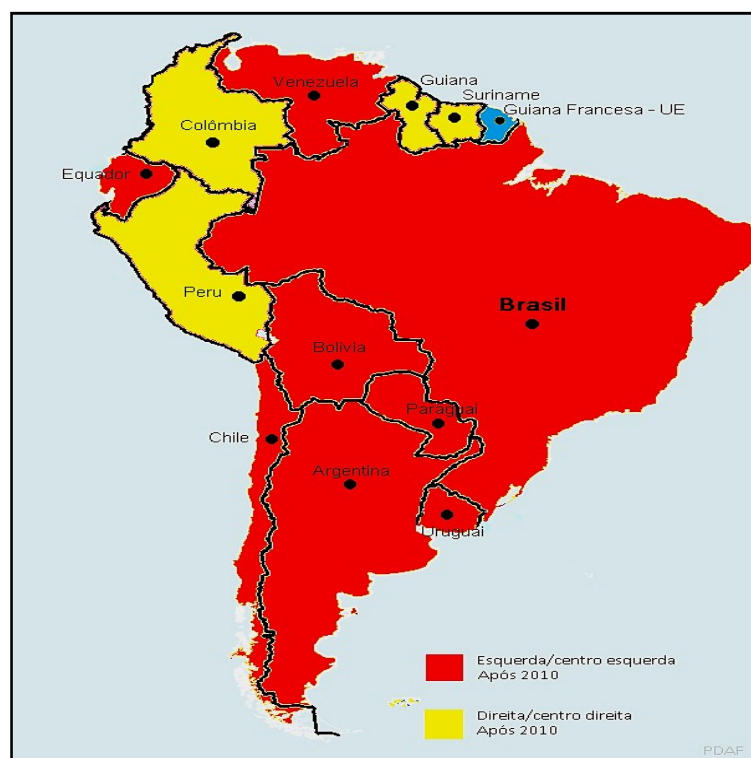 Venezuela
Guiana
Suriname
Guiana Francesa - UE
Colômbia
Equador
Peru
Brasil
Bolívia
Paraguai
Chile
Argentina
Uruguai
Esquerda/centro esquerda
Após 2010
Direita/centro direita
Após 2010
PDAF